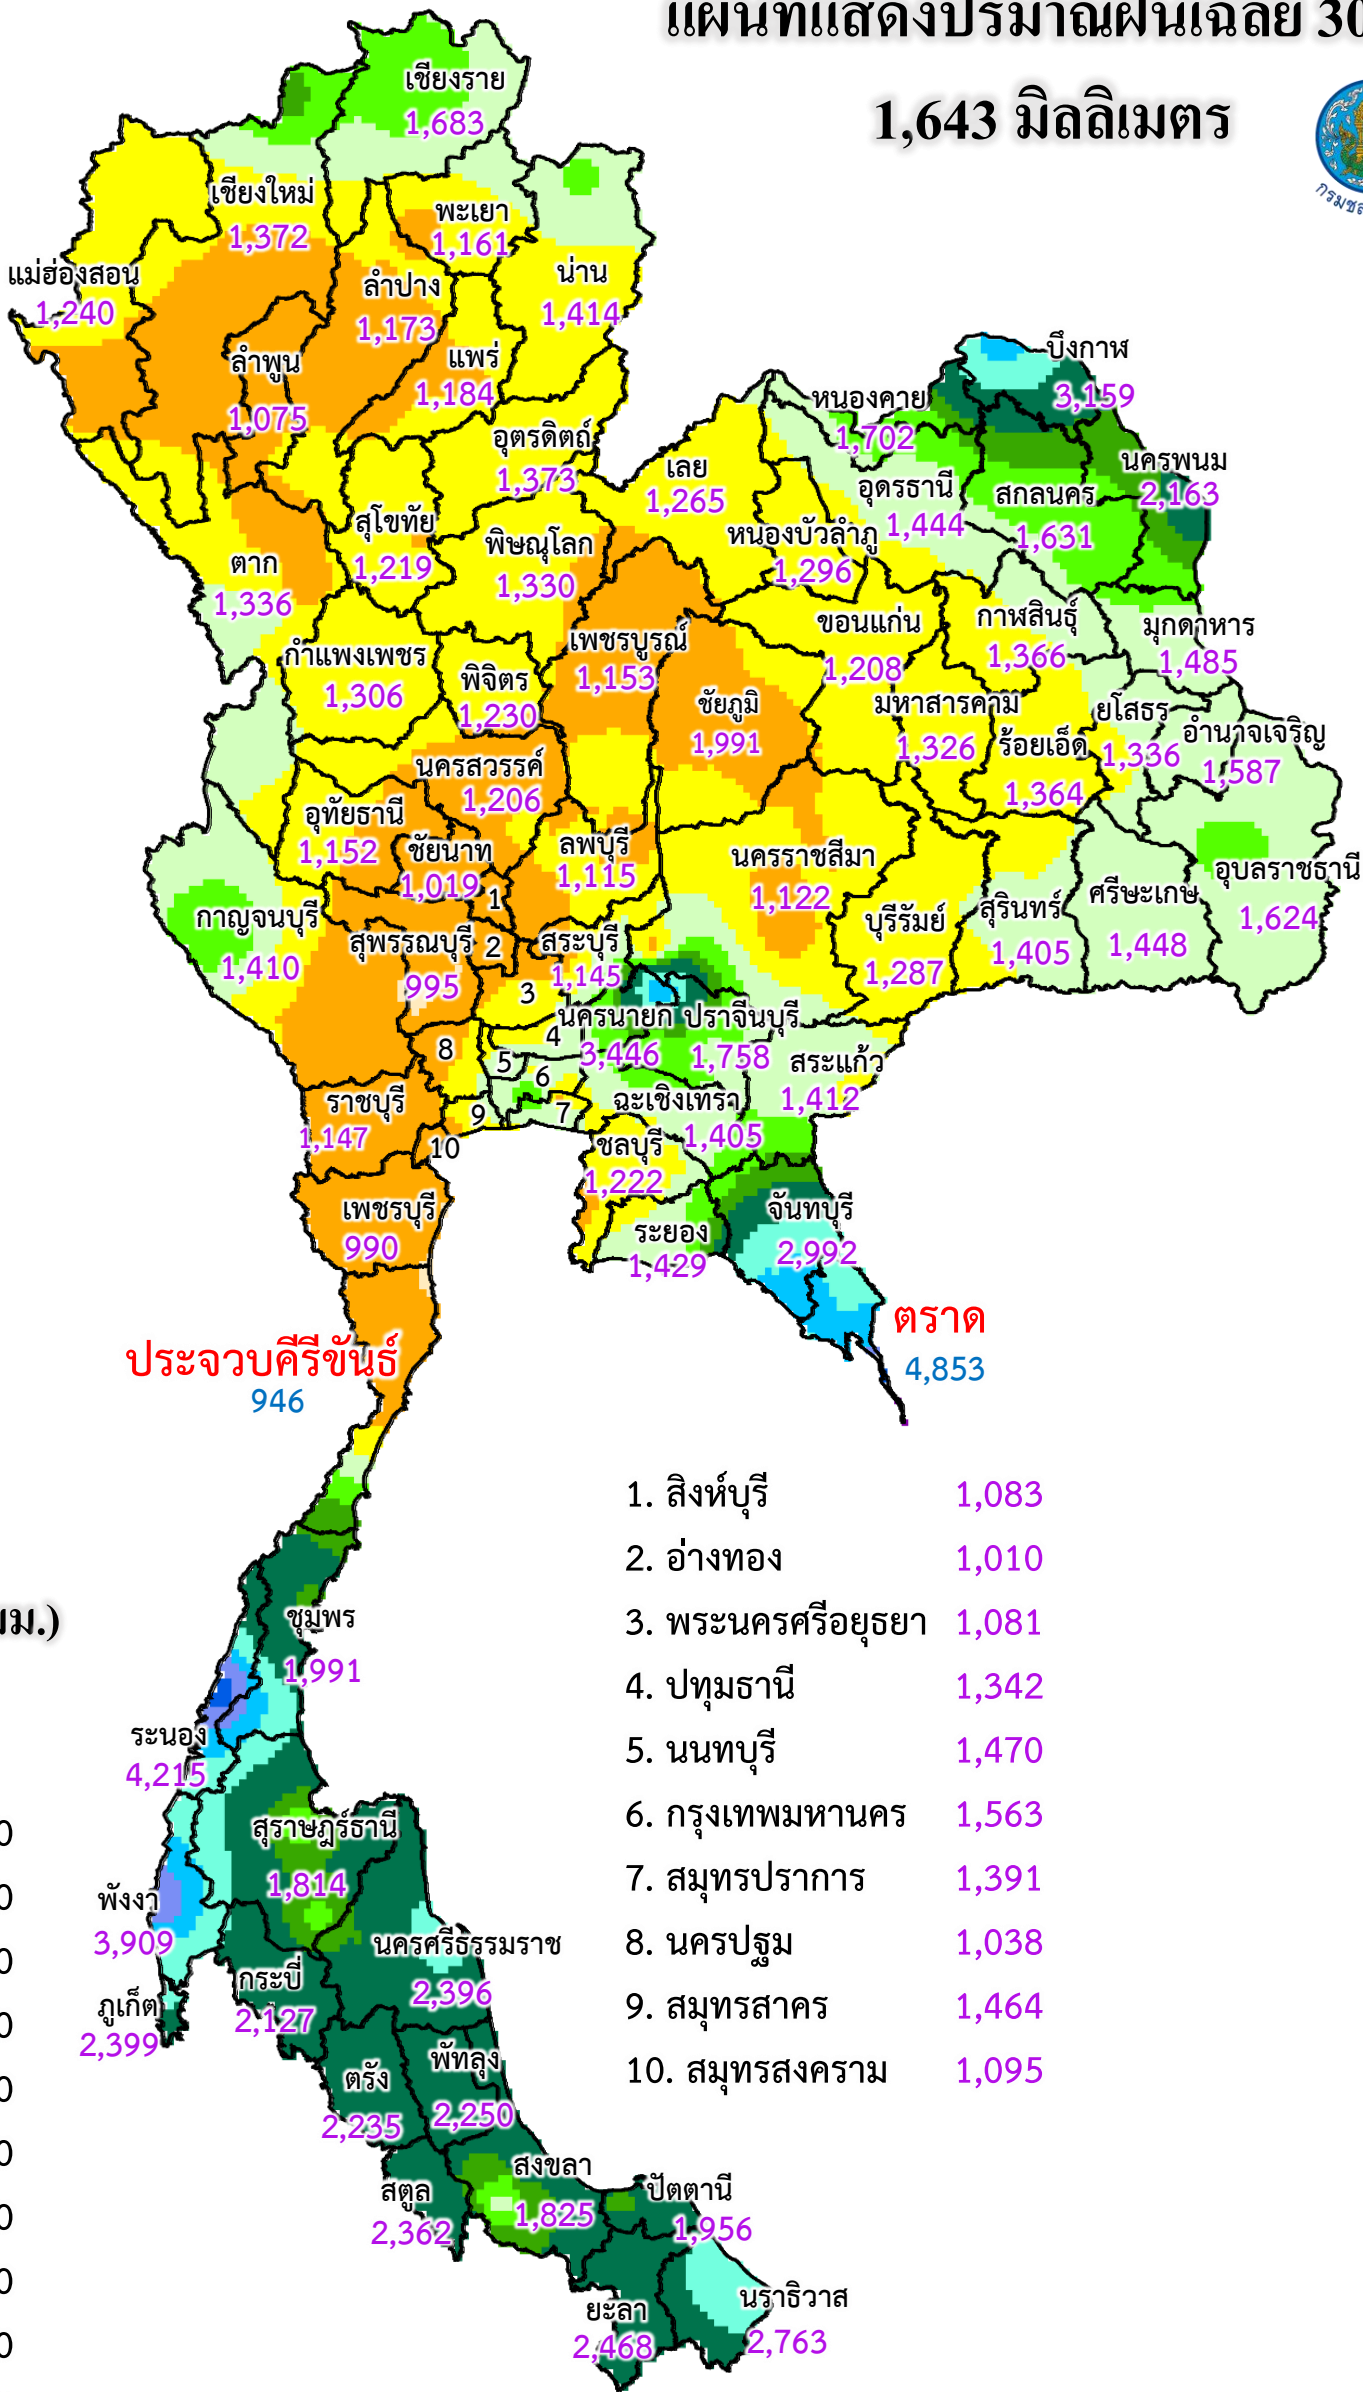 แผนที่แสดงปริมาณฝนเฉลี่ย 30
1,643 มิลลิเมตร
เชียงราย
1,683
เชียงใหม่
1,372
พะเยา
1,161
แม่ฮ่องสอน
1,240
ลำปาง
1,173
น่าน
1,414
ลำพูน
1,075
แพร่
1,184
บึงกาฬ
3,159
หนองคาย
1,702
อุตรดิตถ์
1,373
เลย
1,265
อุดรธานี
1,444
สกลนคร
1,631
นครพนม
2,163
สุโขทัย
1,219
พิษณุโลก
1,330
หนองบัวลำภู
1,296
ตาก
1,336
เพชรบูรณ์
1,153
ขอนแก่น
1,208
กาฬสินธุ์
1,366
มุกดาหาร
1,485
กำแพงเพชร
1,306
พิจิตร
1,230
ชัยภูมิ
1,991
มหาสารคาม
1,326
ร้อยเอ็ด
1,364
ยโสธร
1,336
อำนาจเจริญ
1,587
นครสวรรค์
1,206
อุทัยธานี
1,152
ชัยนาท
1,019
ลพบุรี
1,115
นครราชสีมา
1,122
บุรีรัมย์
1,287
สุรินทร์
1,405
ศรีษะเกษ
1,448
อุบลราชธานี
1,624
กาญจนบุรี
1,410
สุพรรณบุรี
995
1
2
สระบุรี
1,145
3
4
นครนายก
3,446
ปราจีนบุรี
1,758
สระแก้ว
1,412
8
5
6
7
9
10
ราชบุรี
1,147
ฉะเชิงเทรา
1,405
ชลบุรี
1,222
เพชรบุรี
990
ระยอง
1,429
จันทบุรี
2,992
ตราด
4,853
ประจวบคีรีขันธ์
946
1. สิงห์บุรี 1,083
2. อ่างทอง 1,010
3. พระนครศรีอยุธยา 1,081
4. ปทุมธานี 1,342
5. นนทบุรี 1,470
6. กรุงเทพมหานคร 1,563
7. สมุทรปราการ 1,391
8. นครปฐม 1,038
9. สมุทรสาคร 1,464
10. สมุทรสงคราม 1,095
มม.)
ชุมพร
1,991
ระนอง
4,215
สุราษฎร์ธานี
1,814
พังงา
3,909
นครศรีธรรมราช
2,396
กระบี่
2,127
ภูเก็ต
2,399
ตรัง
2,235
พัทลุง
2,250
สตูล
2,362
สงขลา
1,825
ปัตตานี
1,956
ยะลา
2,468
นราธิวาส
2,763
0
0
0
0
0
0
0
0
0